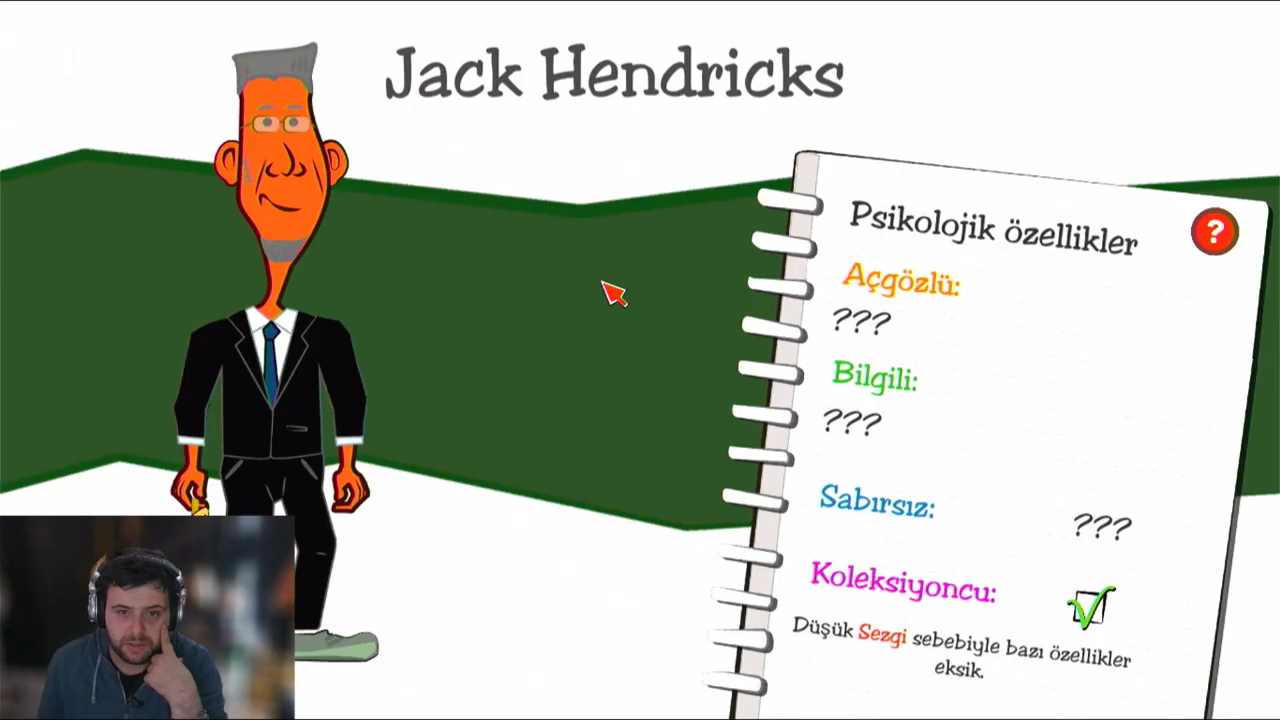 Jack Hendricks
Psikolojik özellikler
?
Açgözlü:
???
Bilgili:
???
Sabırsız:
???
Koleksiyoncu:
Düşük Sezgi sebebiyle bazı özellikler
eksik.